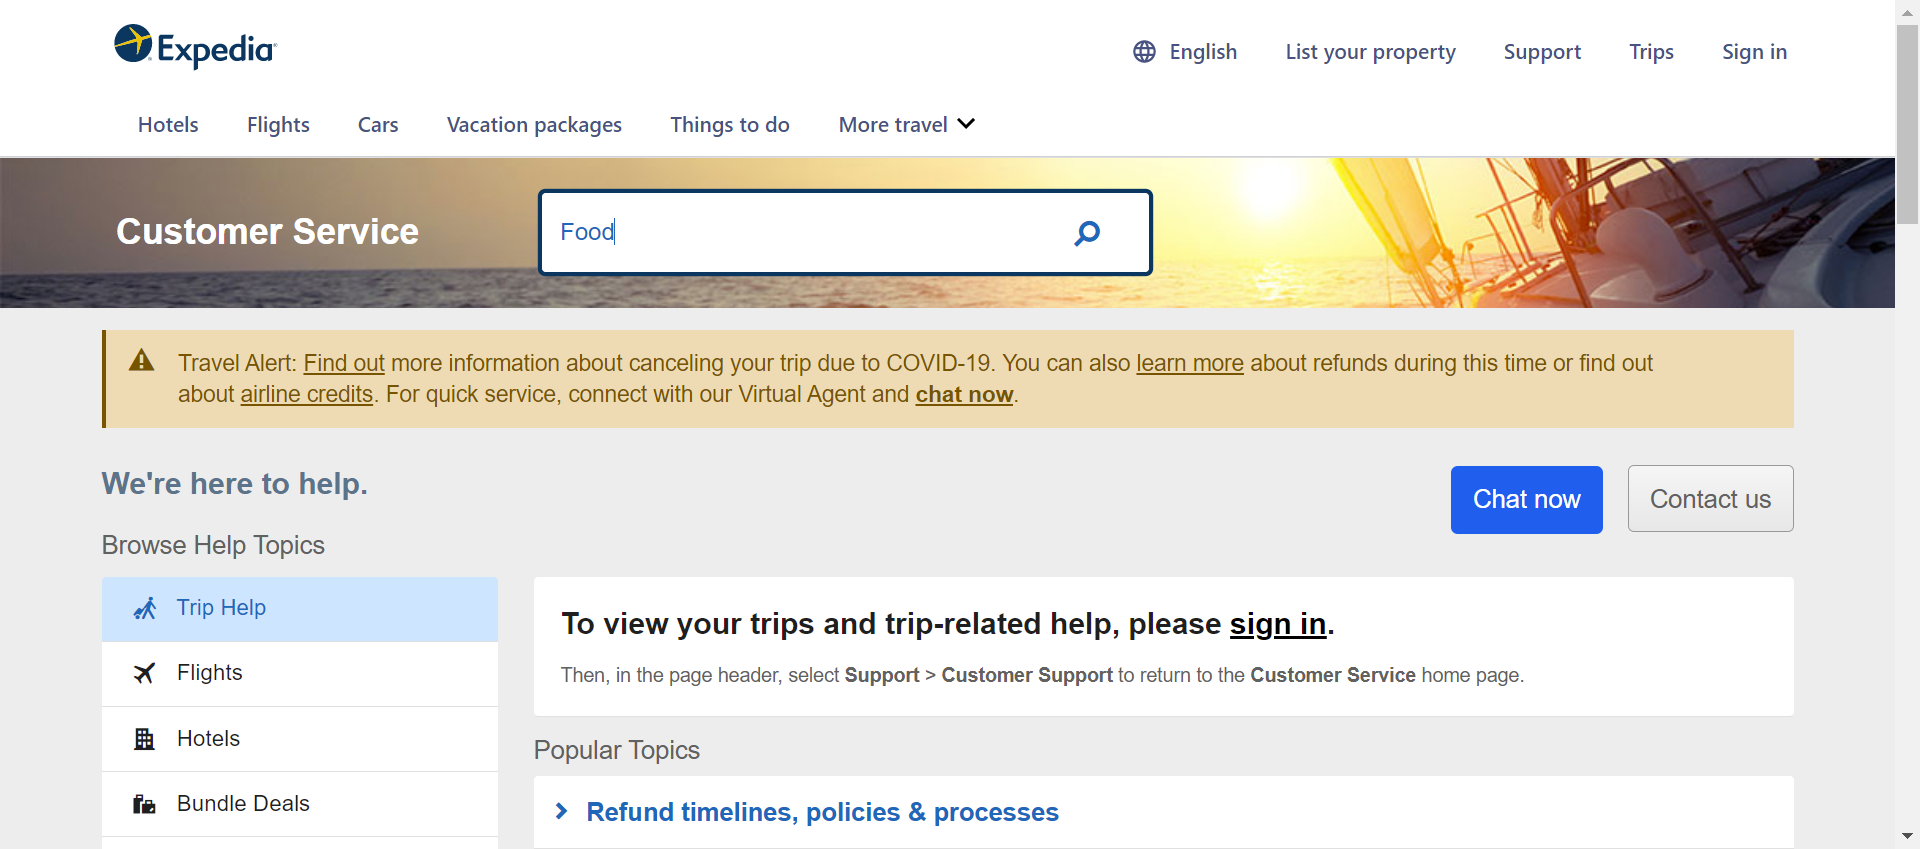 Expedia
English
List your property
Support
Trips
Sign in
Hotels
Flights
Cars
Vacation packages
Things to do
More travel
Customer Service
Food
Travel Alert: Find out more information about canceling your trip due to COVID-19. You can also learn more about refunds during this time or find out
about airline credits. For quick service, connect with our Virtual Agent and chat now.
We're here to help.
Chat now
Contact us
Browse Help Topics
Trip Help
Flights
Hotels
Bundle Deals
To view your trips and trip-related help, please sign in.
Then, in the page header, select Support > Customer Support to return to the Customer Service home page.
Popular Topics
Refund timelines, policies & processes